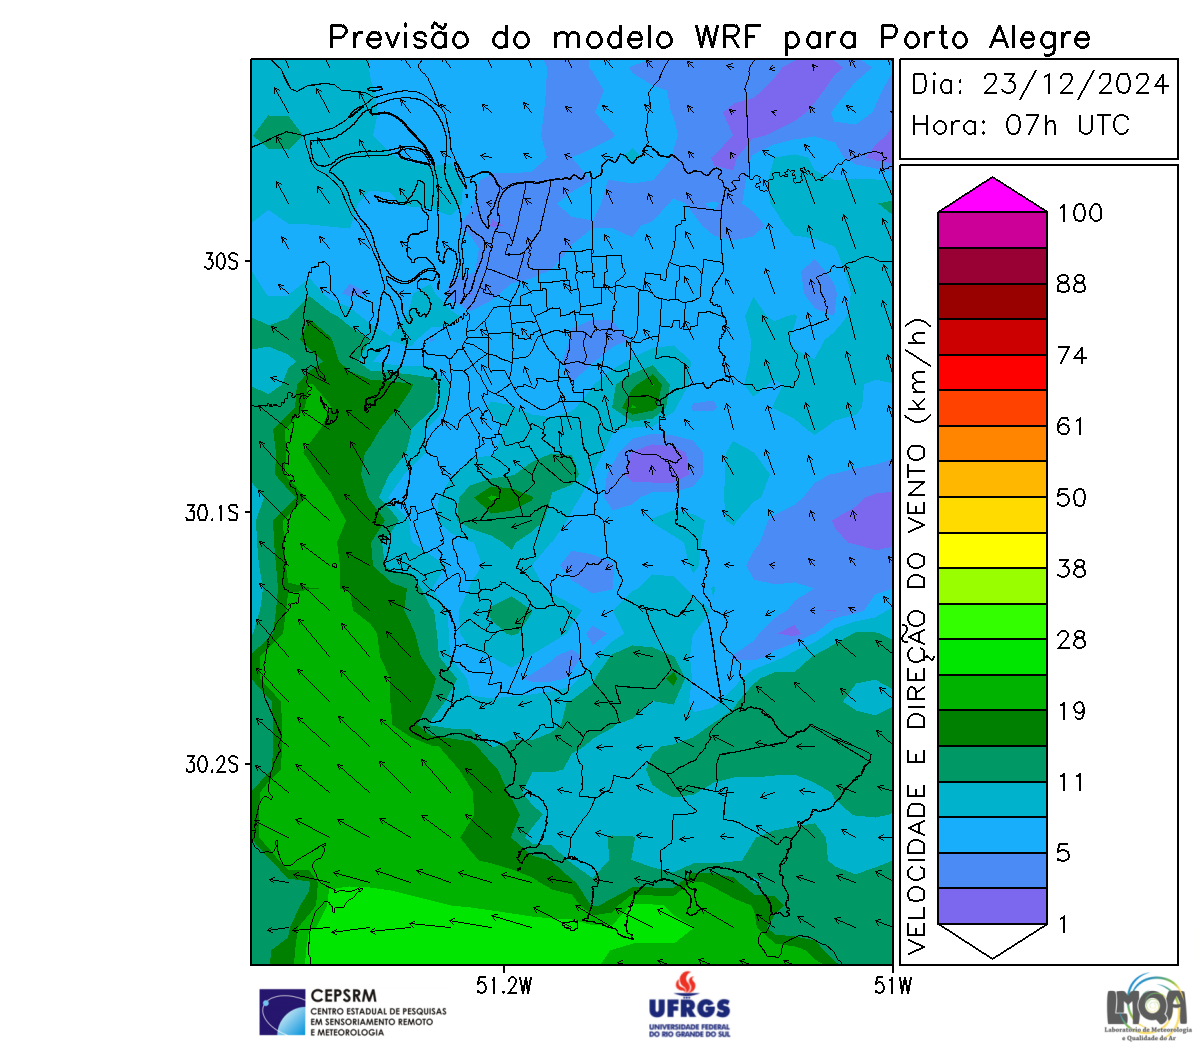 Previsão do modelo WRF para Porto Alegre
Dia: 23/12/2024
Hora: 07h UTC
30S
30.1S
30.2S
51.2W
51W
VELOCIDADE E DIREÇÃO DO VENTO (km/h)
100
88
74
61
50
38
28
19
11
5
1
CEPSRM
CENTRO ESTADUAL DE PESQUISAS
EM SENSORIAMENTO REMOTO
E METEOROLOGIA
UFRGS
UNIVERSIDADE FEDERAL
DO RIO GRANDE DO SUL
LMQA
Laboratório de Meteorologia
e Qualidade do Ar